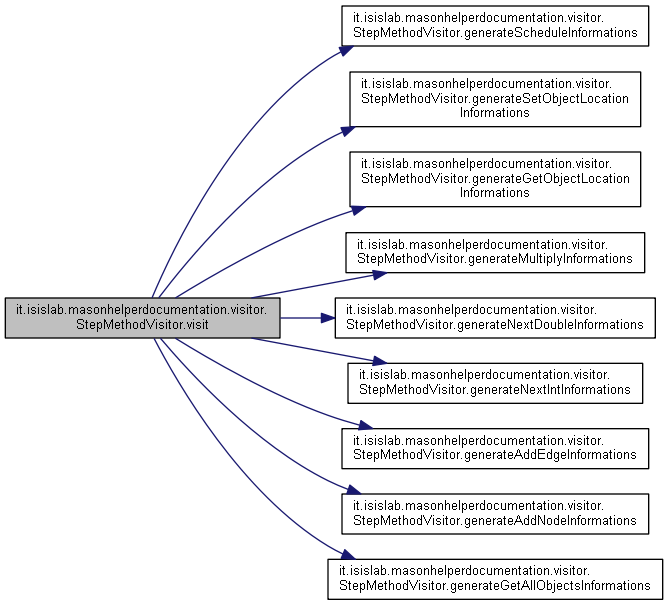 it.isislab.masonhelperdocumentation.visitor.
StepMethodVisitor.generateScheduleInformations
it.isislab.masonhelperdocumentation.visitor.
StepMethodVisitor.generateSetObjectLocation
Informations
it.isislab.masonhelperdocumentation.visitor.
StepMethodVisitor.generateGetObjectLocation
Informations
it.isislab.masonhelperdocumentation.visitor.
StepMethodVisitor.generateMultiplyInformations
it.isislab.masonhelperdocumentation.visitor.
StepMethodVisitor.visit
it.isislab.masonhelperdocumentation.visitor.
StepMethodVisitor.generateNextDoubleInformations
it.isislab.masonhelperdocumentation.visitor.
StepMethodVisitor.generateNextIntInformations
it.isislab.masonhelperdocumentation.visitor.
StepMethodVisitor.generateAddEdgeInformations
it.isislab.masonhelperdocumentation.visitor.
StepMethodVisitor.generateAddNodeInformations
it.isislab.masonhelperdocumentation.visitor.
StepMethodVisitor.generateGetAllObjectsInformations